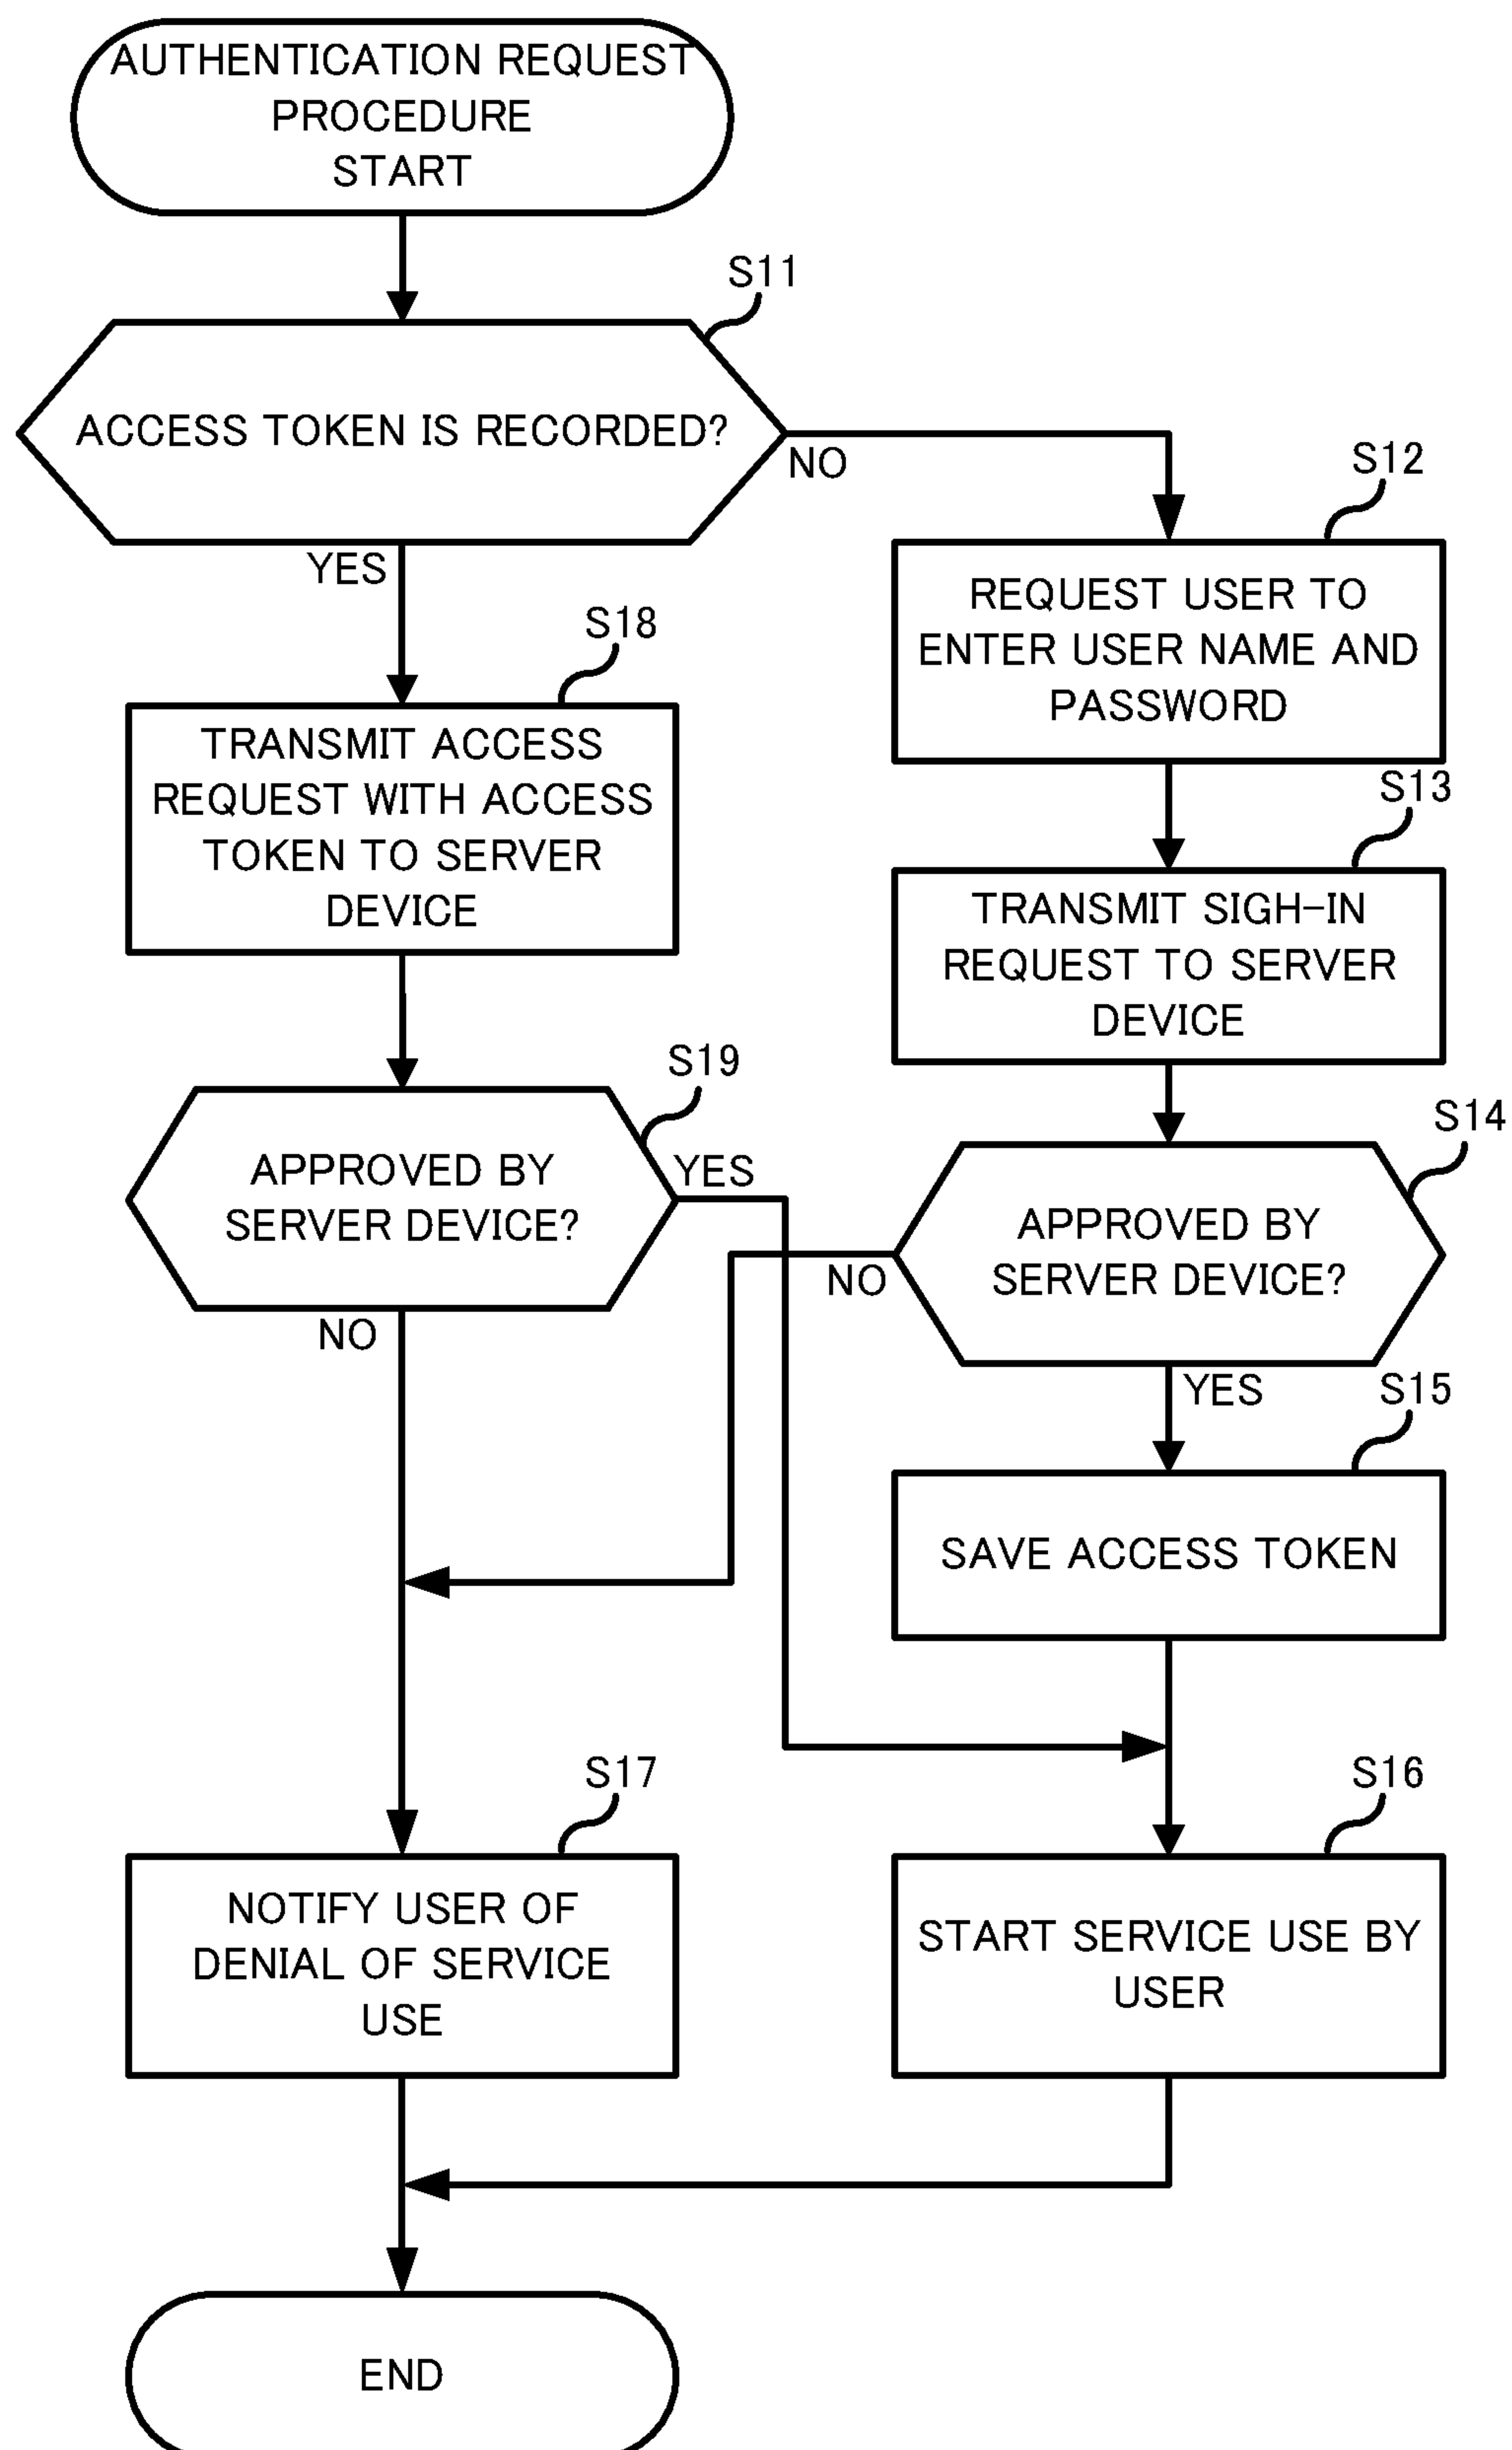 AUTHENTICATION REQUEST
PROCEDURE
START
S11
ACCESS TOKEN IS RECORDED?
NO
YES
S12
REQUEST USER TO
ENTER USER NAME AND
PASSWORD
S18
TRANSMIT ACCESS
REQUEST WITH ACCESS
TOKEN TO SERVER
DEVICE
S13
TRANSMIT SIGH-IN
REQUEST TO SERVER
DEVICE
S19
APPROVED BY
SERVER DEVICE?
YES
NO
S14
APPROVED BY
SERVER DEVICE?
NO
YES
S15
SAVE ACCESS TOKEN
S17
NOTIFY USER OF
DENIAL OF SERVICE
USE
S16
START SERVICE USE BY
USER
END